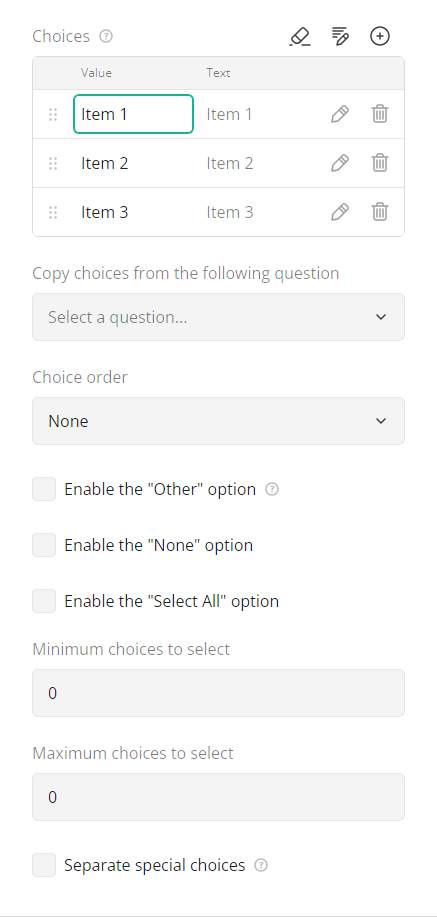 Choices
Value Text
Item 1 Item 1
Item 2 Item 2
Item 3 Item 3
Copy choices from the following question
Select a question...
Choice order
None
Enable the "Other" option
Enable the "None" option
Enable the "Select All" option
Minimum choices to select
0
Maximum choices to select
0
Separate special choices